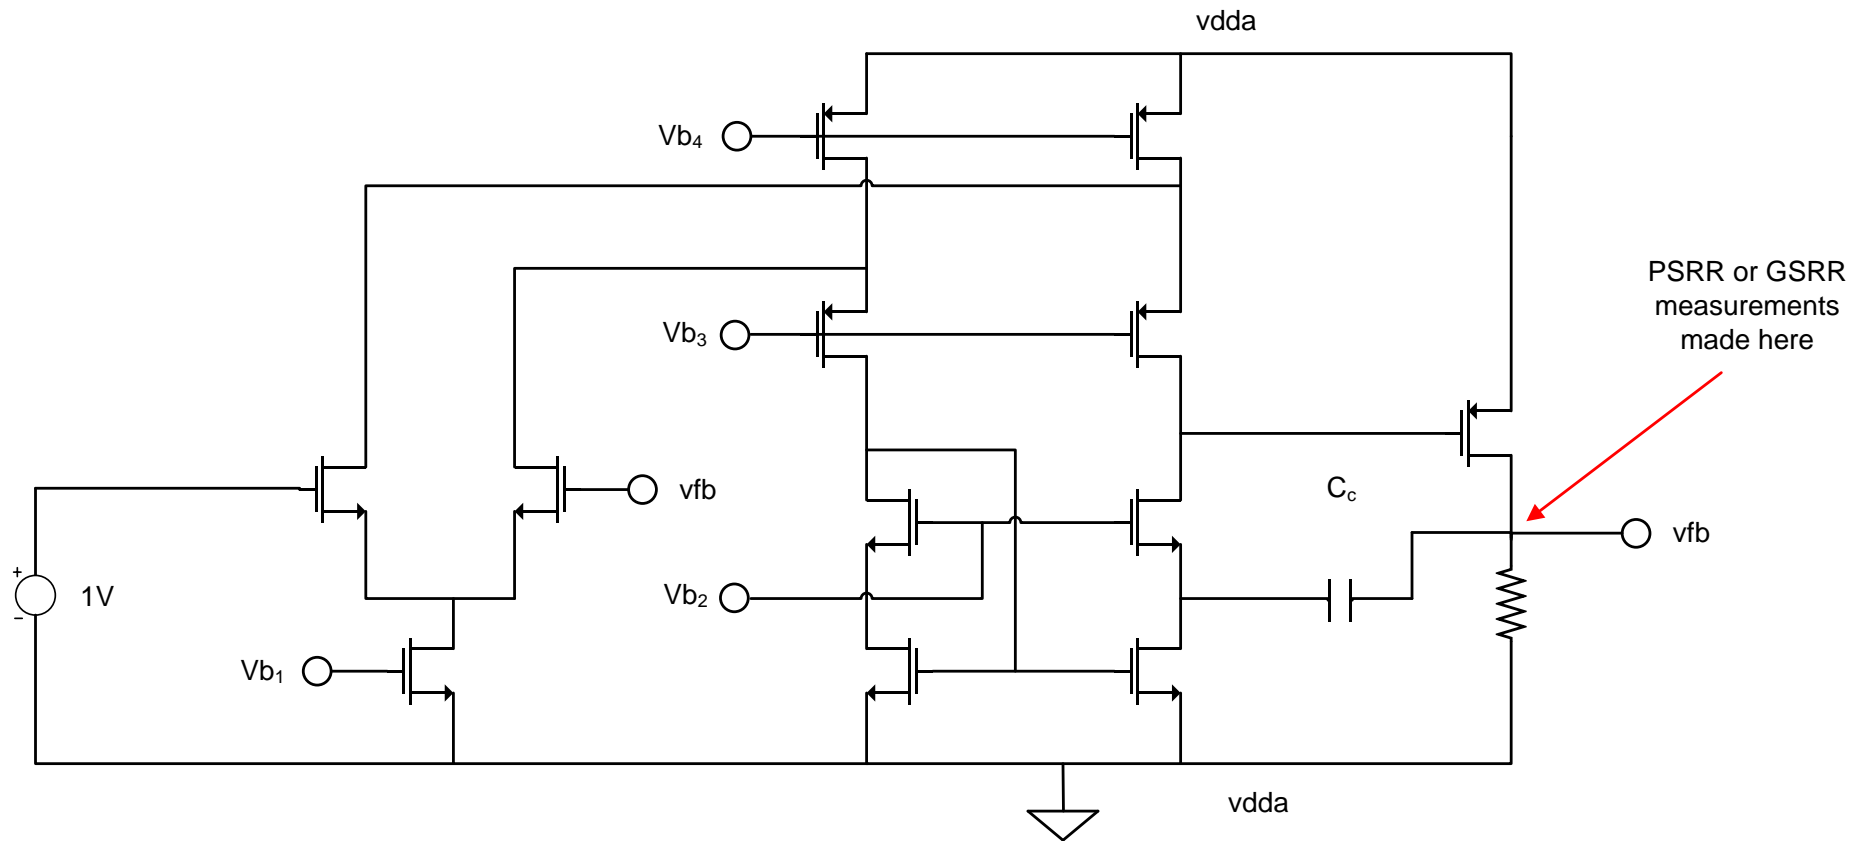 vdda
Vb4
Vb3
PSRR or GSRR
measurements
made here
vfb
Cc
vfb
+
1V
-
Vb2
Vb1
vdda